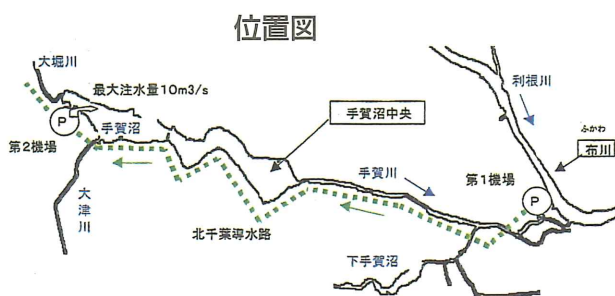 位置図
大堀川
最大注水量10m3/s
P
手賀沼
第2機場
手賀沼中央
利根川
ふかわ
布川
手賀川
第1機場
P
大津川
北千葉導水路
下手賀沼